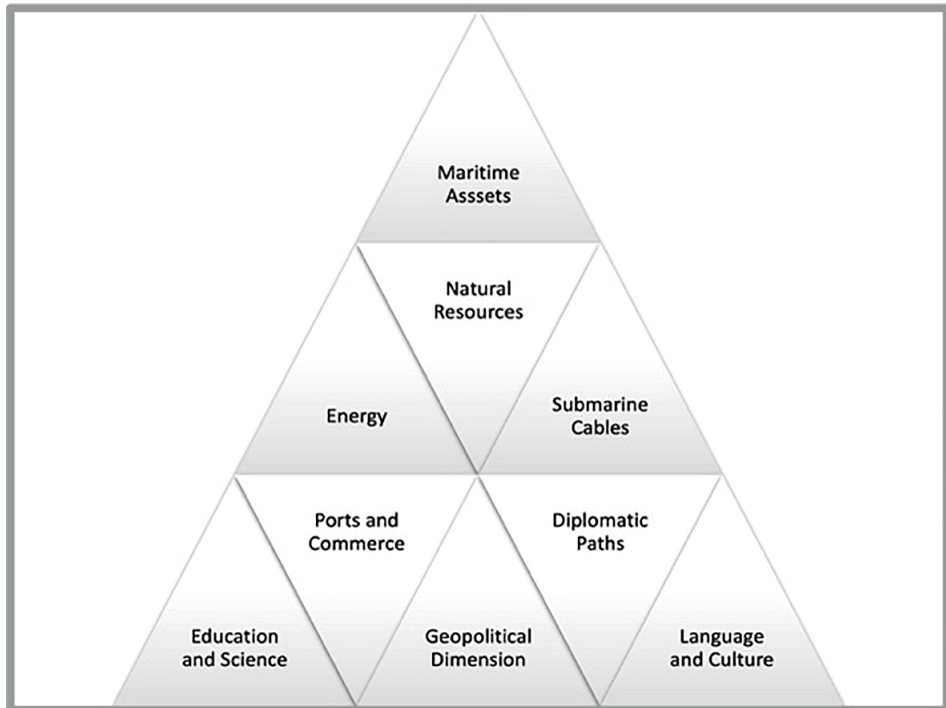 Maritime
Asssets
Natural
Resources
Energy
Submarine
Cables
Ports and
Commerce
Diplomatic
Paths
Education
and Science
Geopolitical
Dimension
Language
and Culture